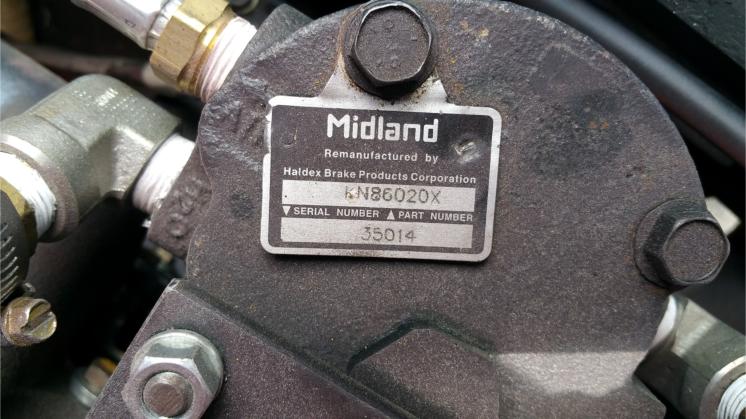 Midland
Remanufactured by
Haldex Brake Products Corporation
KN86020X
▼ SERIAL NUMBER ▲ PART NUMBER
35014